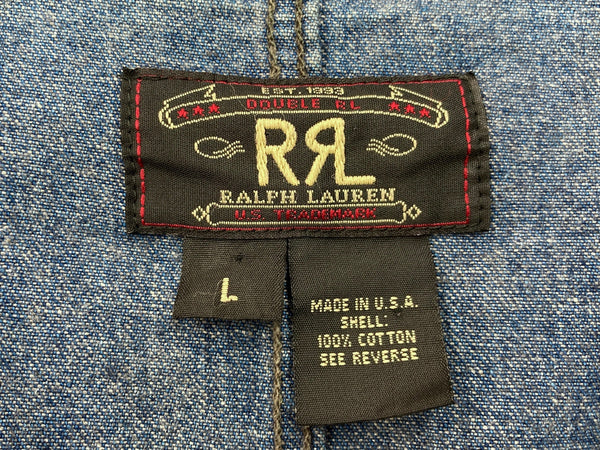 EST. 1993
DOUBLE RL
RRL
RALPH LAUREN
U.S. TRADEMARK
L
MADE IN U.S.A.
SHELL:
100% COTTON
SEE REVERSE